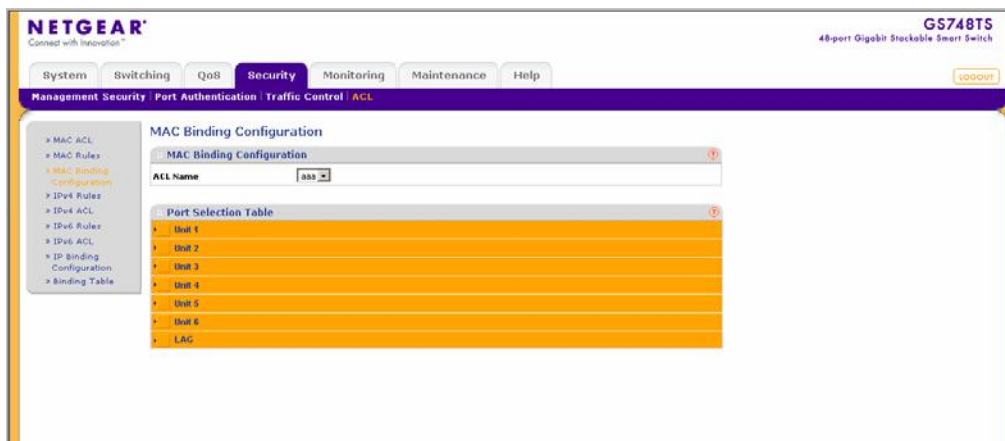 NETGEAR
Connect with Innovation™
GS748TS
48-port Gigabit Stackable Smart Switch
System Switching QoS Security Monitoring Maintenance Help
LOGOUT
Management Security Port Authentication Traffic Control ACL
MAC ACL
MAC Rules
MAC Binding
Configuration
IPv4 Rules
IPv4 ACL
IPv6 Rules
IPv6 ACL
IP Binding
Configuration
Binding Table
MAC Binding Configuration
MAC Binding Configuration
ACL Name aaa
Port Selection Table
Unit 1
Unit 2
Unit 3
Unit 4
Unit 5
Unit 6
LAG